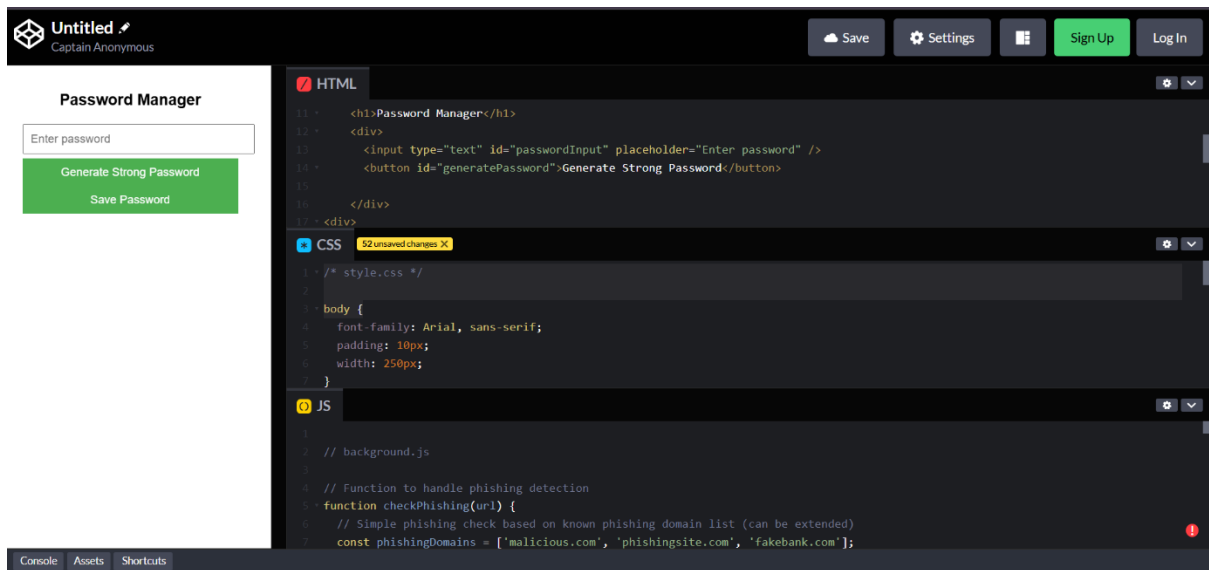 Untitled
Captain Anonymous
Save
Settings
Sign Up
Log In
Password Manager
Enter password
Generate Strong Password
Save Password
HTML
11 <h1>Password Manager</h1>
12 <div>
13 <input type="text" id="passwordInput" placeholder="Enter password" />
14 <button id="generatePassword">Generate Strong Password</button>
15
16 </div>
17 <div>
CSS 52 unsaved changes X
1 /* style.css */
2
3 body {
4 font-family: Arial, sans-serif;
5 padding: 10px;
6 width: 250px;
7 }
JS
1
2 // background.js
3
4 // Function to handle phishing detection
5 function checkPhishing(url) {
6 // Simple phishing check based on known phishing domain list (can be extended)
7 const phishingDomains = ['malicious.com', 'phishingsite.com', 'fakebank.com'];
Console Assets Shortcuts